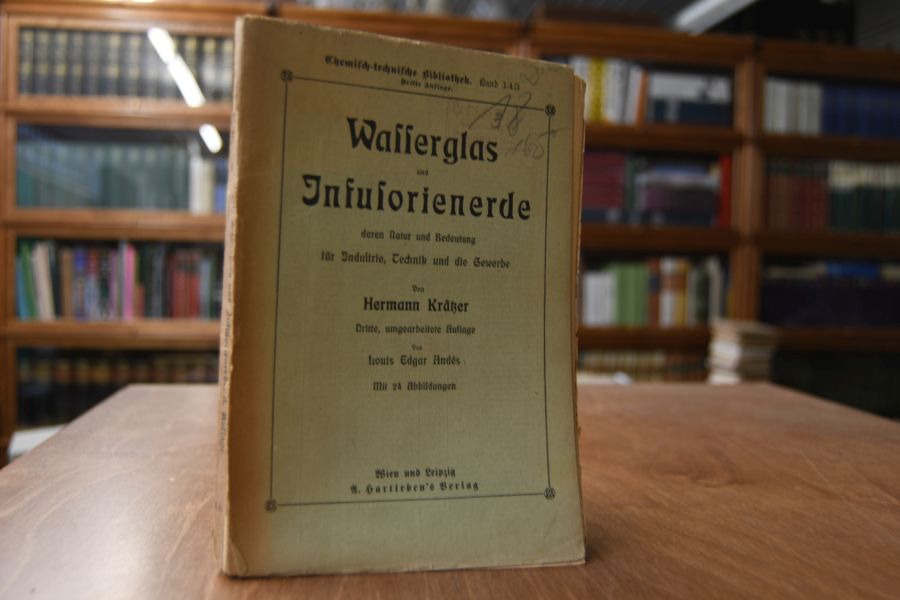 Chemisch-technische Bibliothek. Band 143
Dritte Auflage.
Wasserglas
und
Infusorienerde
deren Natur und Bedeutung
für Industrie, Technik und die Gewerbe
Von
Hermann Krätzer
Dritte, umgearbeitete Auflage
Von
Louis Edgar Andés
Mit 24 Abbildungen
Wien und Leipzig
A. Hartleben's Verlag